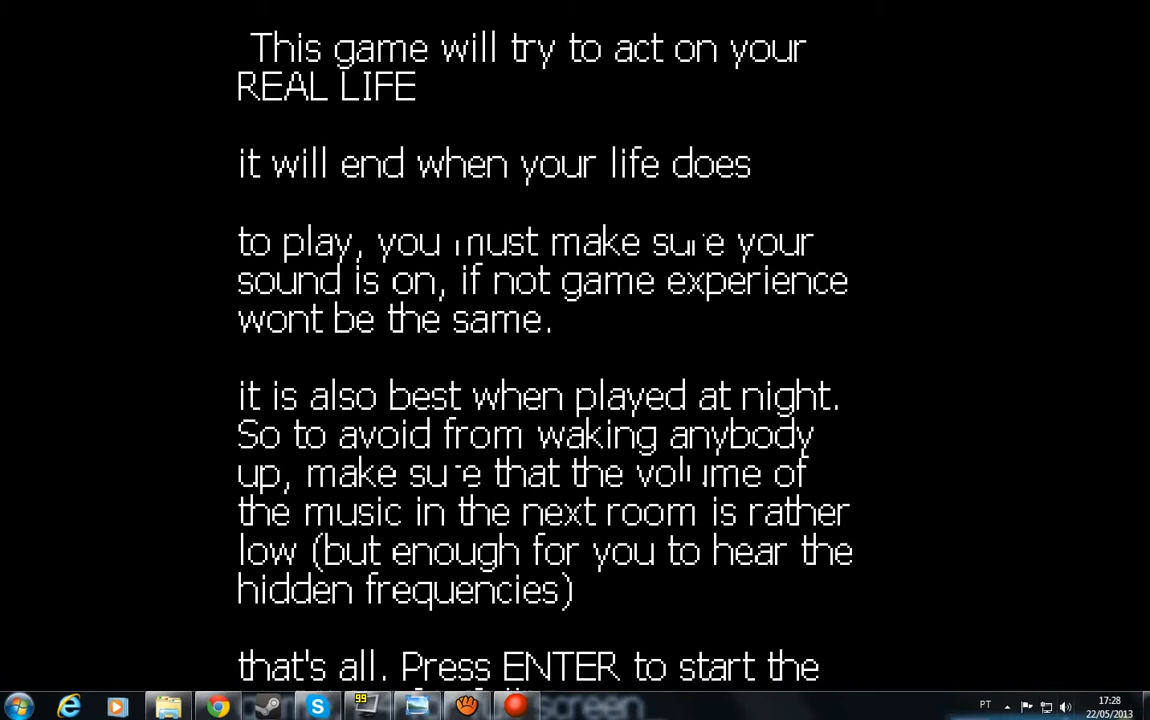 This game will try to act on your
REAL LIFE
it will end when your life does
to play, you must make sure your
sound is on, if not game experience
wont be the same.
it is also best when played at night.
So to avoid from waking anybody
up, make sure that the volume of
the music in the next room is rather
low (but enough for you to hear the
hidden frequencies)
that's all. Press ENTER to start the
screen
99
PT
17:28
22/05/2013